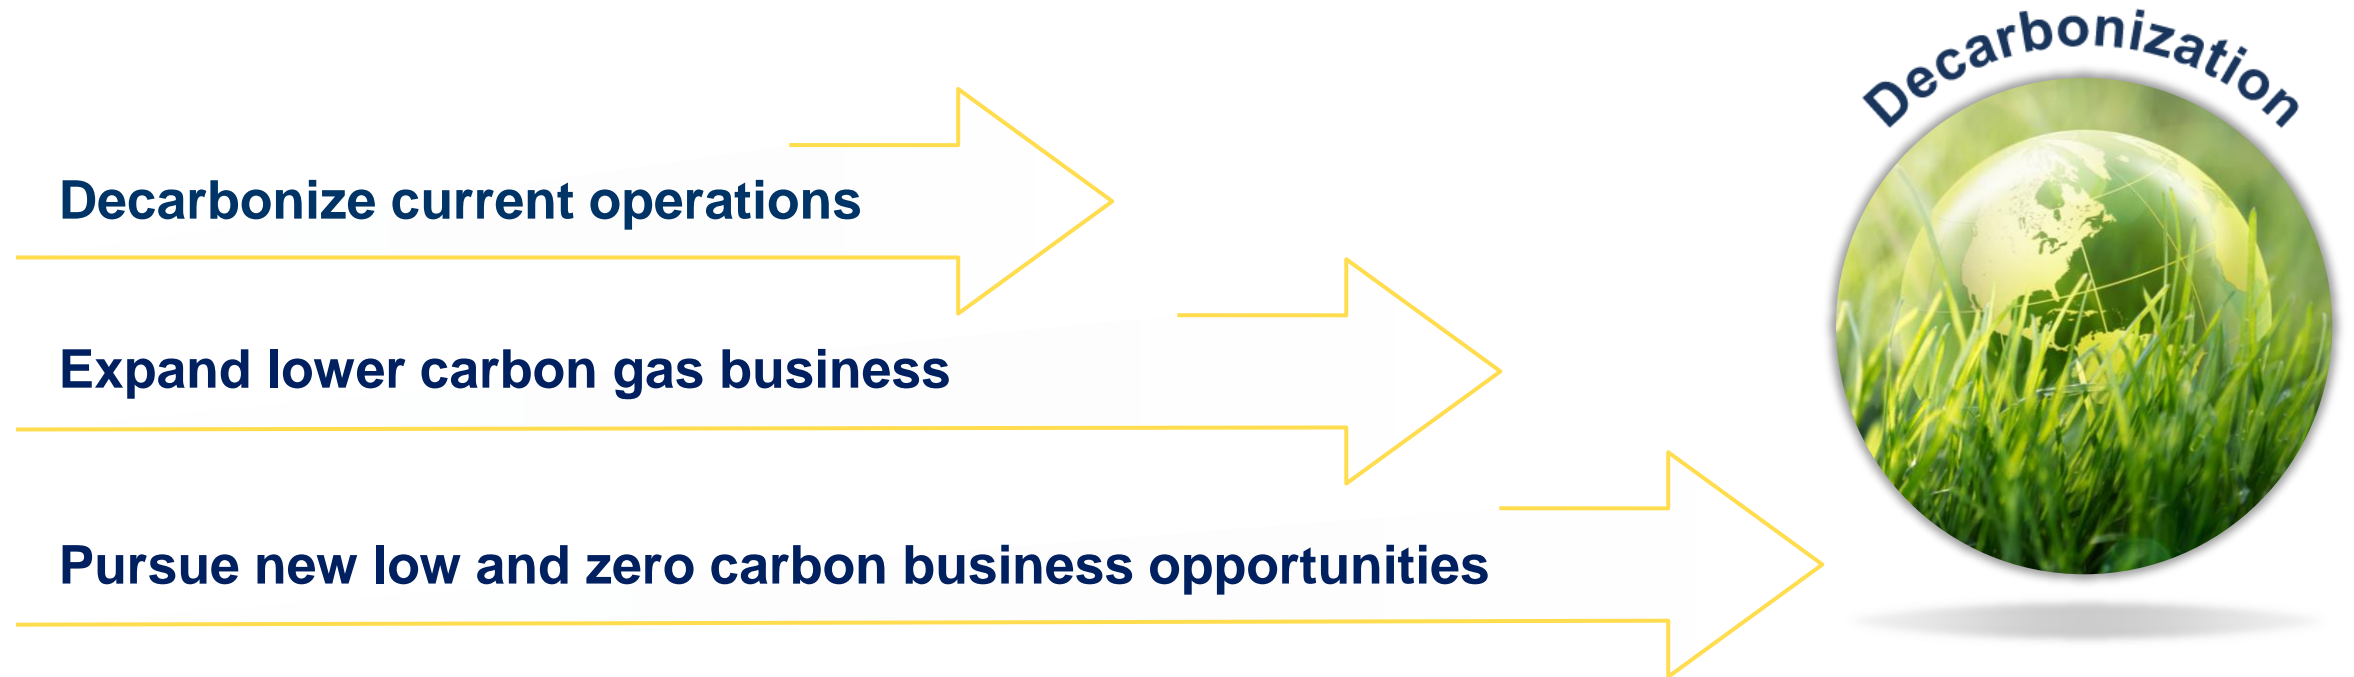 Decarbonization
Decarbonize current operations
Expand lower carbon gas business
Pursue new low and zero carbon business opportunities